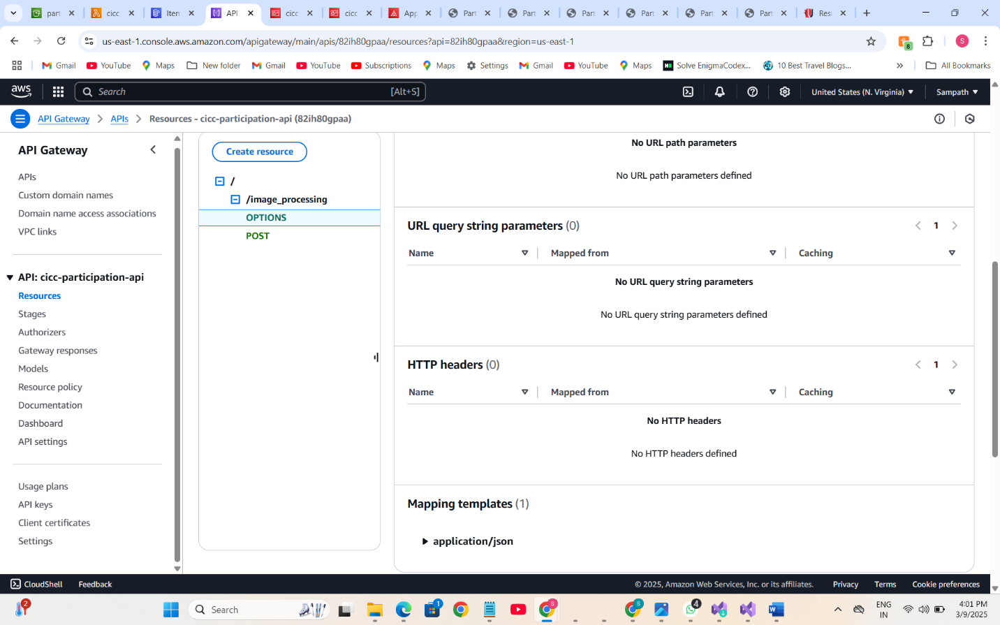 part
cicc
Iten
API
cicc
cicc
App
Part
Part
Part
Part
Part
Part
Res
us-east-1.console.aws.amazon.com/apigateway/main/apis/82ih80gpaa/resources?api=82ih80gpaa&region=us-east-1
8
S
Gmail
YouTube
Maps
New folder
Gmail
YouTube
Subscriptions
Maps
Settings
Gmail
YouTube
Maps
Solve EnigmaCodex...
10 Best Travel Blogs...
All Bookmarks
aws
Search
[Alt+S]
United States (N. Virginia)
Sampath
API Gateway
APIs
Resources - cicc-participation-api (82ih80gpaa)
API Gateway
APIs
Custom domain names
Domain name access associations
VPC links
API: cicc-participation-api
Resources
Stages
Authorizers
Gateway responses
Models
Resource policy
Documentation
Dashboard
API settings
Usage plans
API keys
Client certificates
Settings
Create resource
/
/image_processing
OPTIONS
POST
No URL path parameters
No URL path parameters defined
URL query string parameters (0)
1
Name
Mapped from
Caching
No URL query string parameters
No URL query string parameters defined
HTTP headers (0)
1
Name
Mapped from
Caching
No HTTP headers
No HTTP headers defined
Mapping templates (1)
application/json
CloudShell
Feedback
© 2025, Amazon Web Services, Inc. or its affiliates.
Privacy
Terms
Cookie preferences
2
Search
1
S
S
4
W
ENG
IN
4:01 PM
3/9/2025